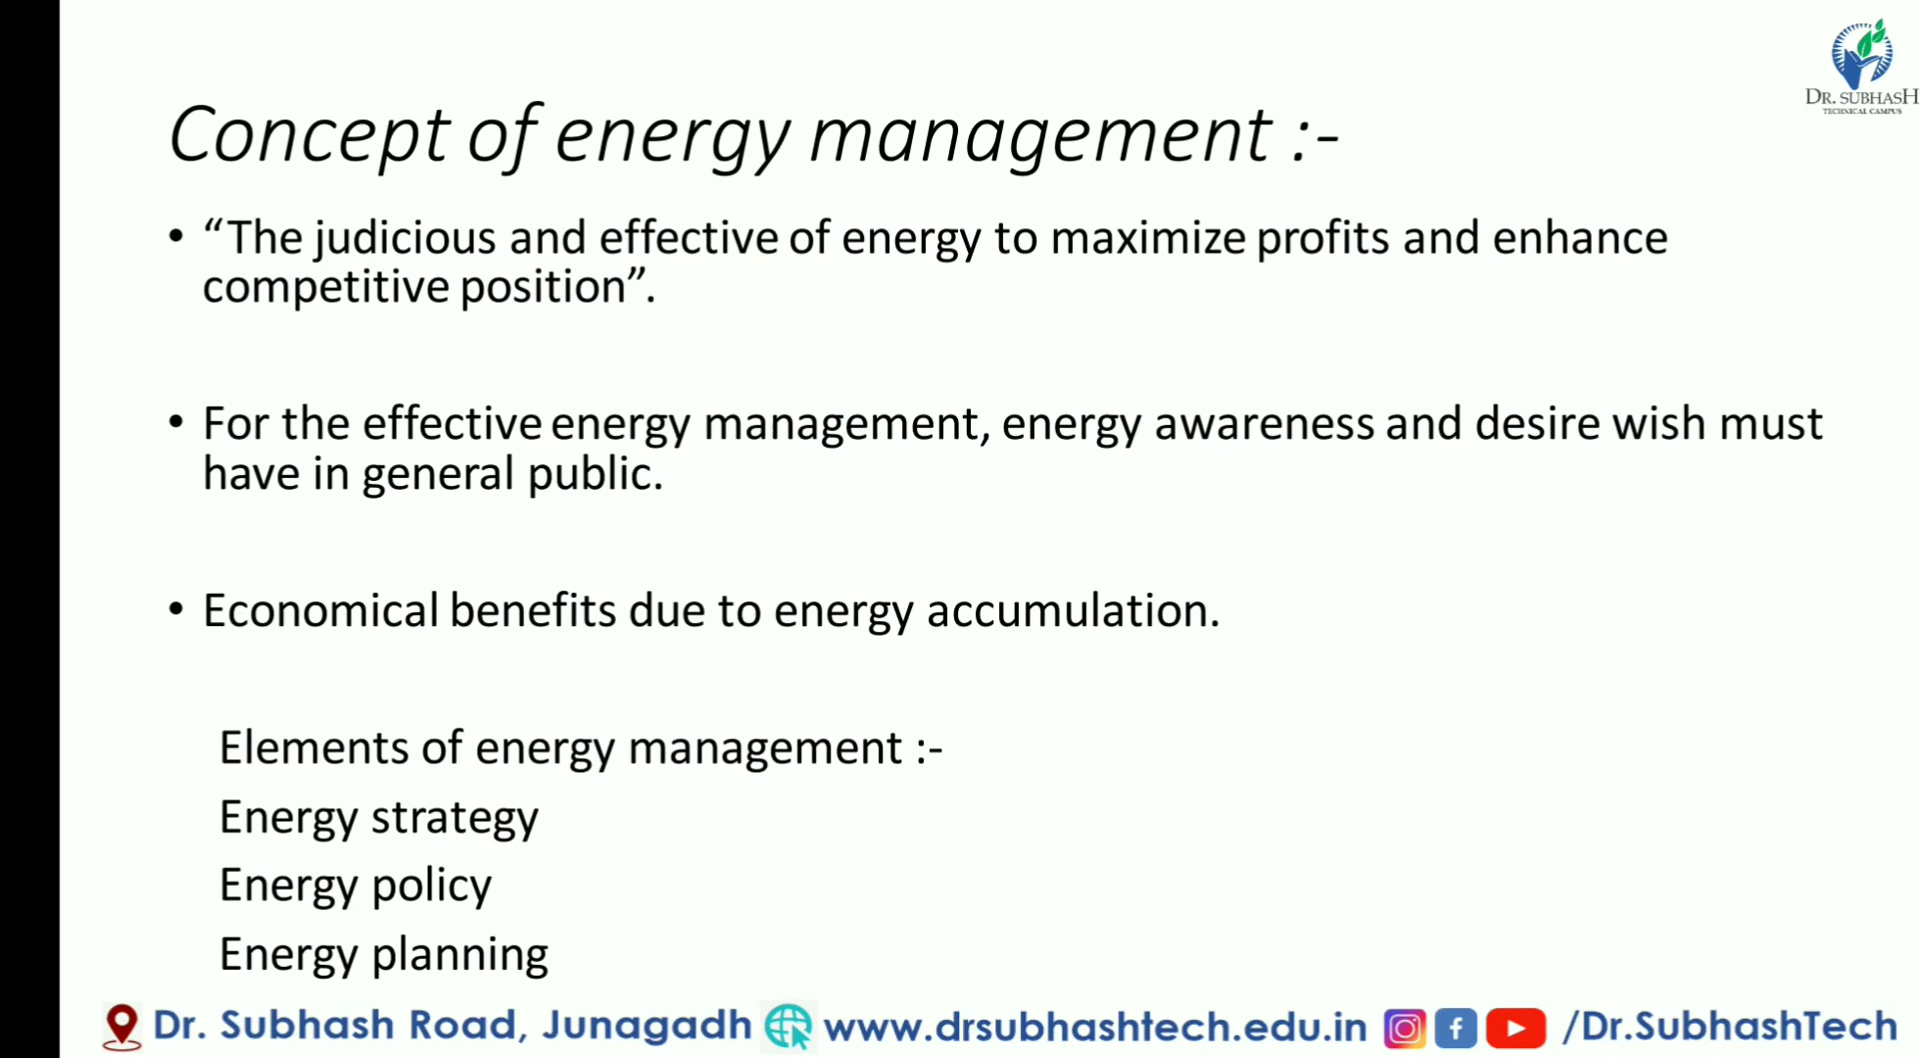 DR. SUBHASH
TECHNICAL CAMPUS
Concept of energy management :-
• “The judicious and effective of energy to maximize profits and enhance
competitive position”.
• For the effective energy management, energy awareness and desire wish must
have in general public.
• Economical benefits due to energy accumulation.
Elements of energy management :-
Energy strategy
Energy policy
Energy planning
Dr. Subhash Road, Junagadh www.drsubhashtech.edu.in /Dr.SubhashTech